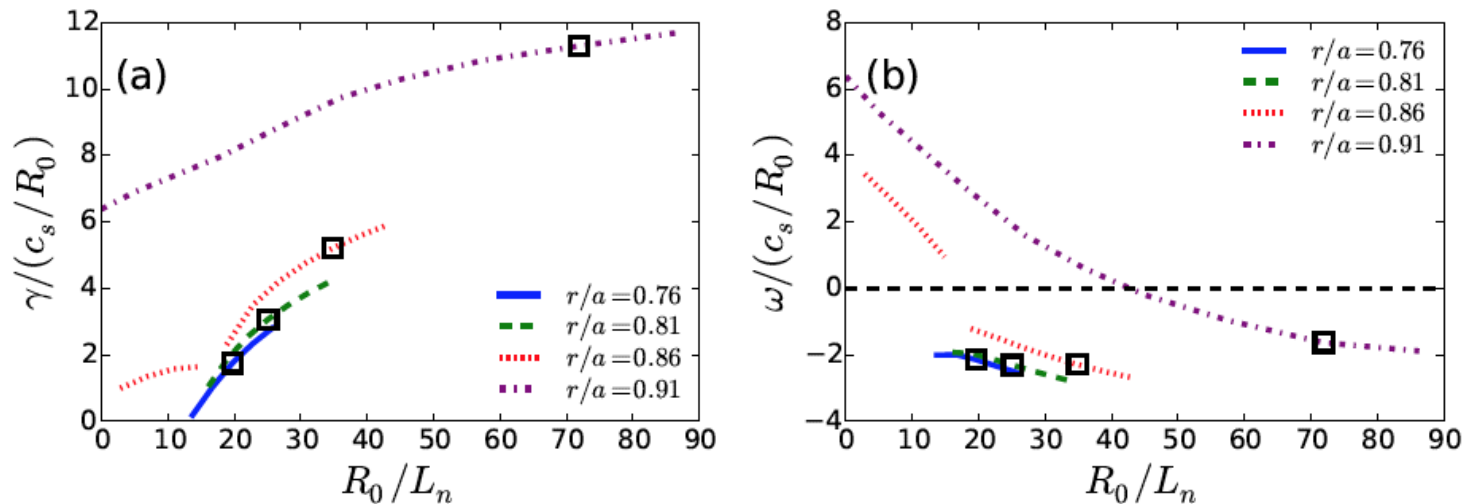 (a)
γ/(c_s/R_0)
12
10
8
6
4
2
0
0 10 20 30 40 50 60 70 80 90
R_0/L_n
r/a=0.76
r/a=0.81
r/a=0.86
r/a=0.91
(b)
ω/(c_s/R_0)
8
6
4
2
0
−2
−4
0 10 20 30 40 50 60 70 80 90
R_0/L_n
r/a=0.76
r/a=0.81
r/a=0.86
r/a=0.91